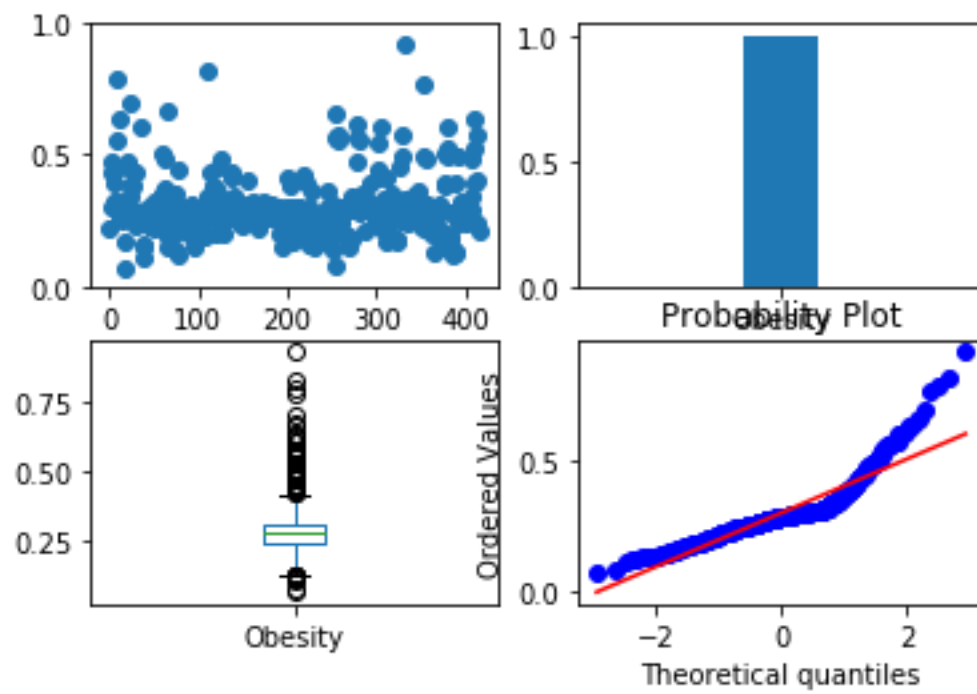 1.0
0.5
0.0
0 100 200 300 400
1.0
0.5
0.0
Obesity
Probability Plot
0.75
0.50
0.25
Obesity
Ordered Values
0.5
0.0
−2 0 2
Theoretical quantiles